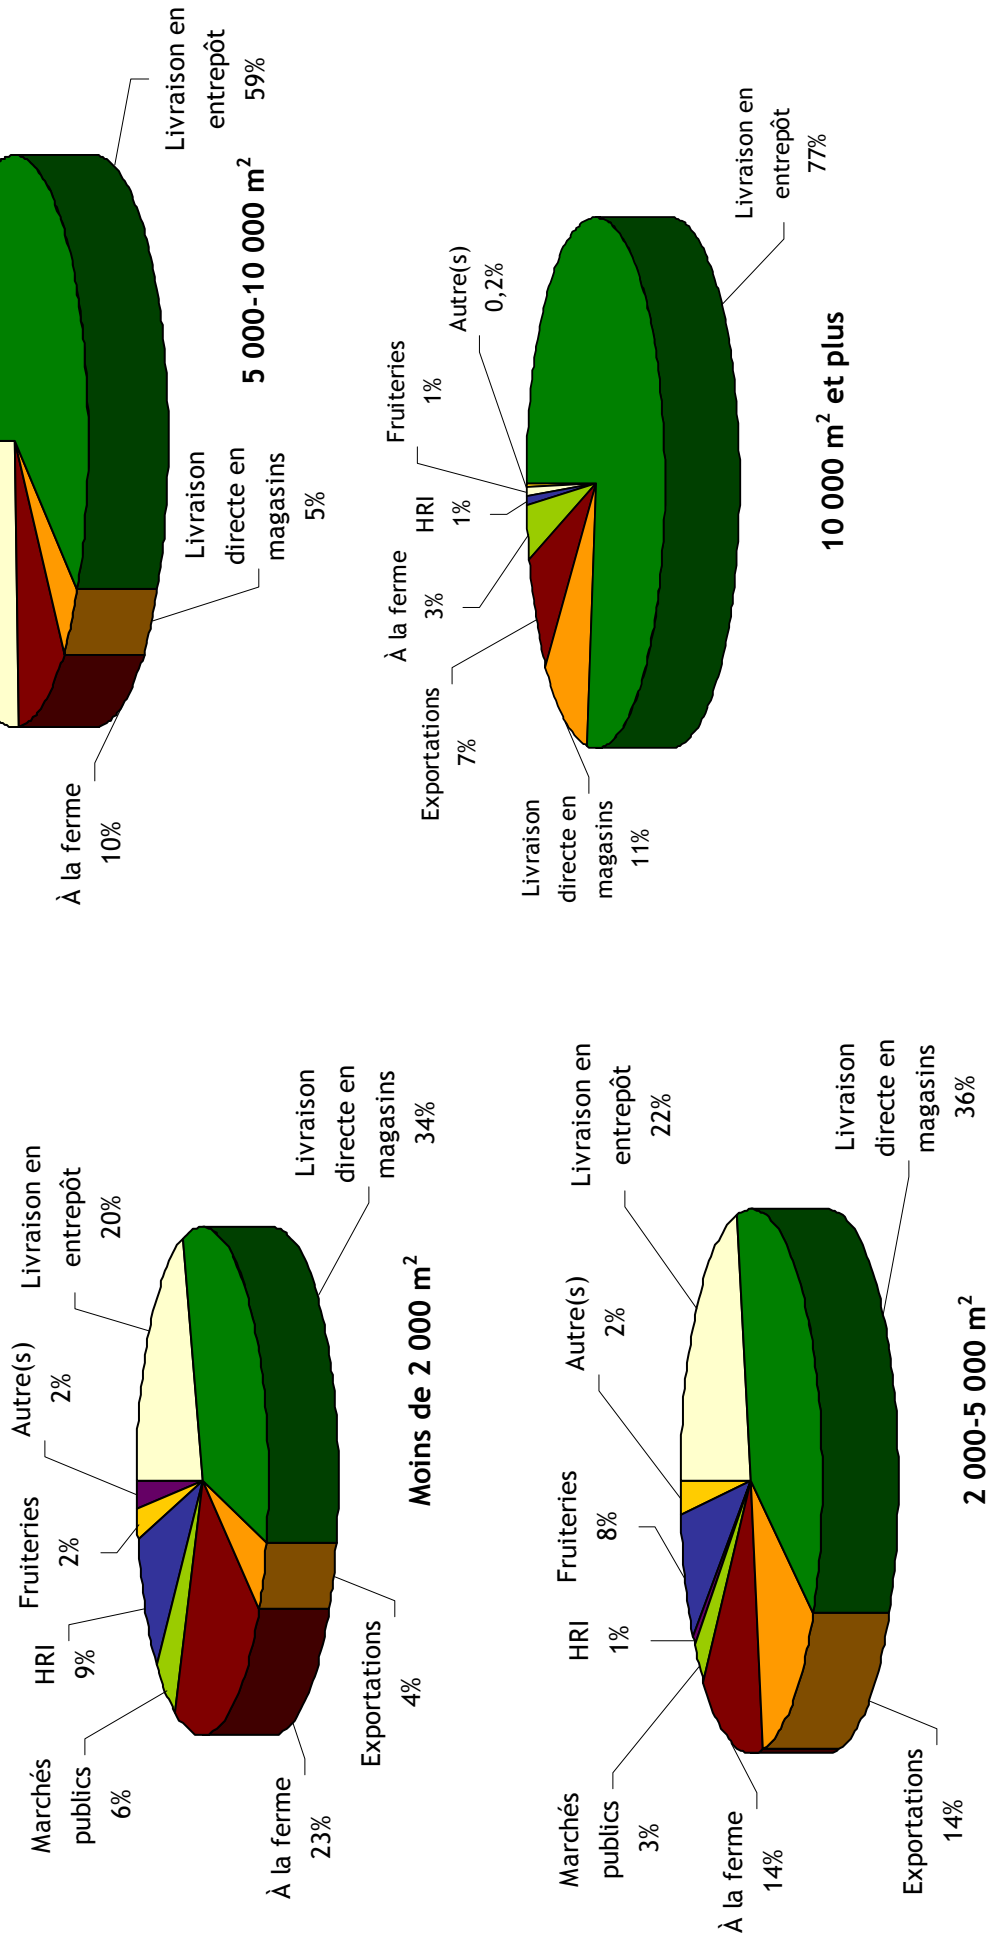 Livraison en
entrepôt
20%
Autre(s)
2%
Fruiteries
2%
HRI
9%
Marchés
publics
6%
À la ferme
23%
Exportations
4%
Livraison
directe en
magasins
34%
Moins de 2 000 m²
Livraison en
entrepôt
59%
Livraison
directe en
magasins
5%
À la ferme
10%
5 000-10 000 m²
Livraison en
entrepôt
22%
Autre(s)
2%
Fruiteries
8%
HRI
1%
Marchés
publics
3%
À la ferme
14%
Exportations
14%
Livraison
directe en
magasins
36%
2 000-5 000 m²
Autre(s)
0,2%
Fruiteries
1%
HRI
1%
À la ferme
3%
Exportations
7%
Livraison
directe en
magasins
11%
Livraison en
entrepôt
77%
10 000 m² et plus